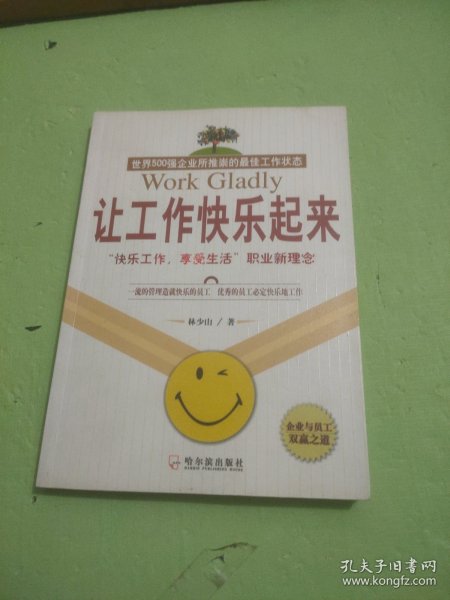 世界500强企业所推崇的最佳工作状态
Work Gladly
让工作快乐起来
"快乐工作，享受生活"职业新理念
一流的管理造就快乐的员工 优秀的员工必定快乐地工作
林少山/著
企业与员工
双赢之道
哈尔滨出版社
HARBIN PUBLISHING HOUSE
孔夫子旧书网
www.kongfz.com